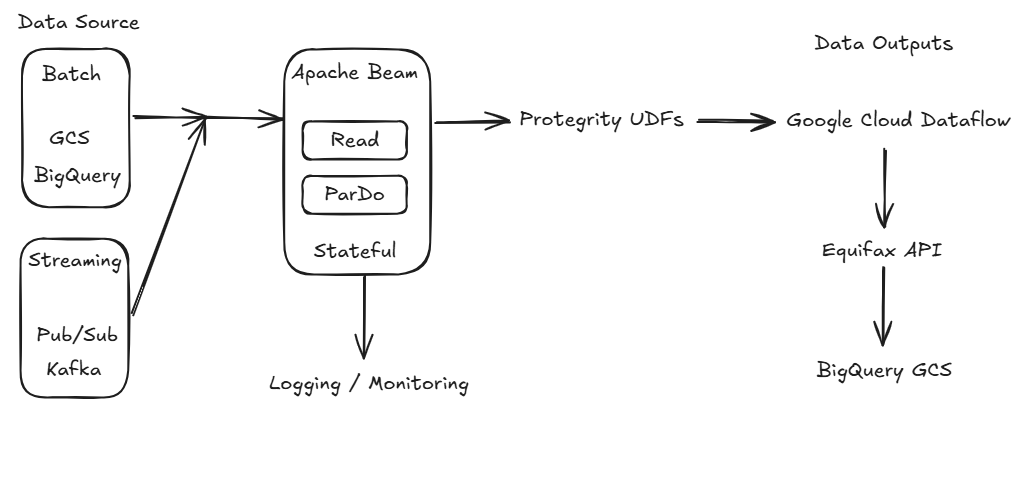 Data Source
Batch
GCS
BigQuery
Streaming
Pub/Sub
Kafka
Apache Beam
Read
ParDo
Stateful
Logging / Monitoring
Protegrity UDFs
Data Outputs
Google Cloud Dataflow
Equifax API
BigQuery GCS